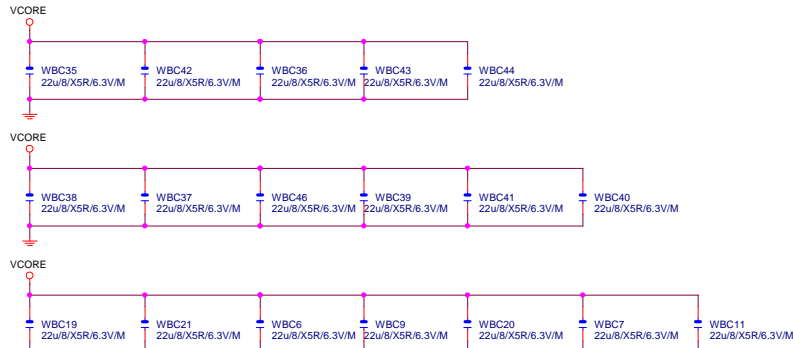 VCORE
WBC35 WBC42 WBC36 WBC43 WBC44
22u/8/X5R/6.3V/M 22u/8/X5R/6.3V/M 22u/8/X5R/6.3V/M 22u/8/X5R/6.3V/M 22u/8/X5R/6.3V/M
VCORE
WBC38 WBC37 WBC46 WBC39 WBC41 WBC40
22u/8/X5R/6.3V/M 22u/8/X5R/6.3V/M 22u/8/X5R/6.3V/M 22u/8/X5R/6.3V/M 22u/8/X5R/6.3V/M 22u/8/X5R/6.3V/M
VCORE
WBC19 WBC21 WBC6 WBC9 WBC20 WBC7 WBC11
22u/8/X5R/6.3V/M 22u/8/X5R/6.3V/M 22u/8/X5R/6.3V/M 22u/8/X5R/6.3V/M 22u/8/X5R/6.3V/M 22u/8/X5R/6.3V/M 22u/8/X5R/6.3V/M